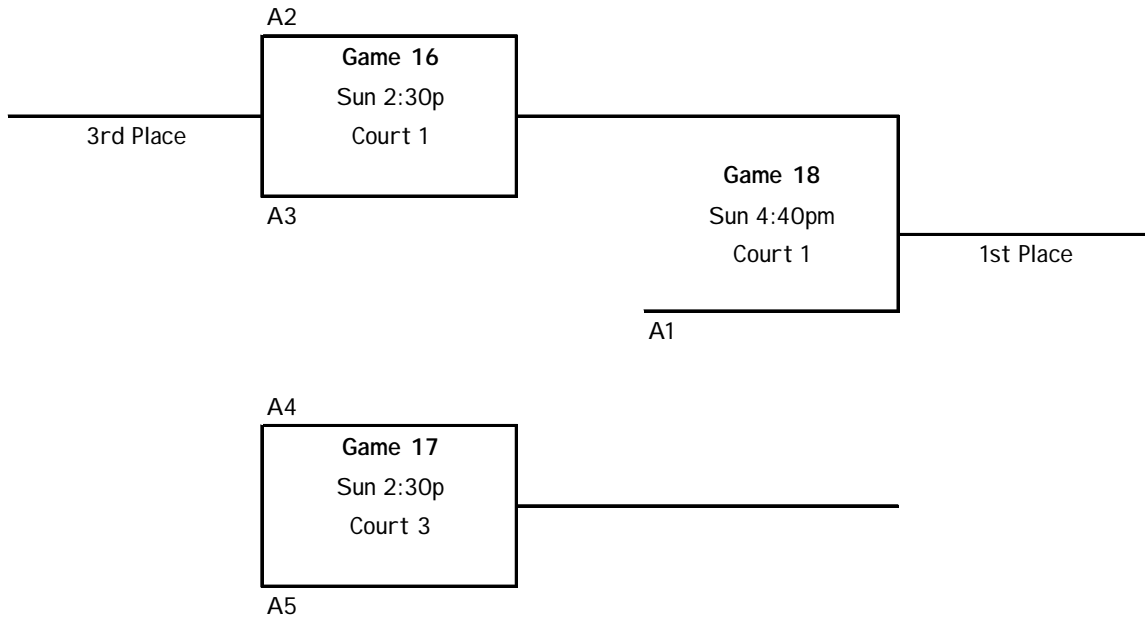 A2
Game 16
Sun 2:30p
3rd Place
Court 1
A3
Game 18
Sun 4:40pm
Court 1
1st Place
A1
A4
Game 17
Sun 2:30p
Court 3
A5